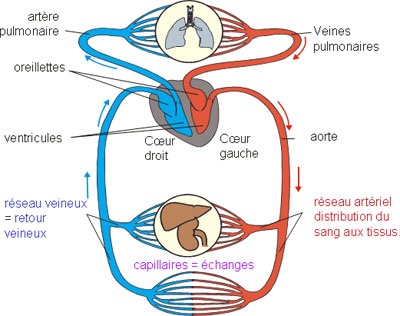 artère
pulmonaire
Veines
pulmonaires
oreillettes
ventricules
Cœur
droit
Cœur
gauche
aorte
réseau veineux
= retour
veineux
réseau artériel
distribution du
sang aux tissus.
capillaires = échanges